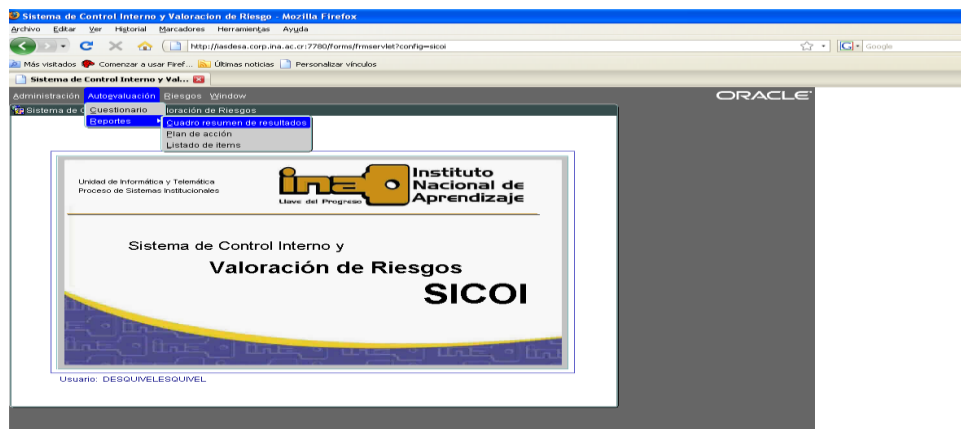 Sistema de Control Interno y Valoracion de Riesgo - Mozilla Firefox
Archivo Editar Ver Historial Marcadores Herramientas Ayuda
http://iasdesa.corp.ina.ac.cr:7780/forms/frmservlet?config=sicoi
Google
Más visitados Comenzar a usar Firef... Últimas noticias Personalizar vínculos
Sistema de Control Interno y Val...
Administración Autoevaluación Riesgos Window
ORACLE
Sistema de C loración de Riesgos
Cuestionario
Reportes
Cuadro resumen de resultados
Plan de acción
Listado de items
Unidad de Informática y Telemática
Proceso de Sistemas Institucionales
ina
Llave del Progreso
Instituto
Nacional de
Aprendizaje
Sistema de Control Interno y
Valoración de Riesgos
SICOI
Usuario: DESQUIVELESQUIVEL